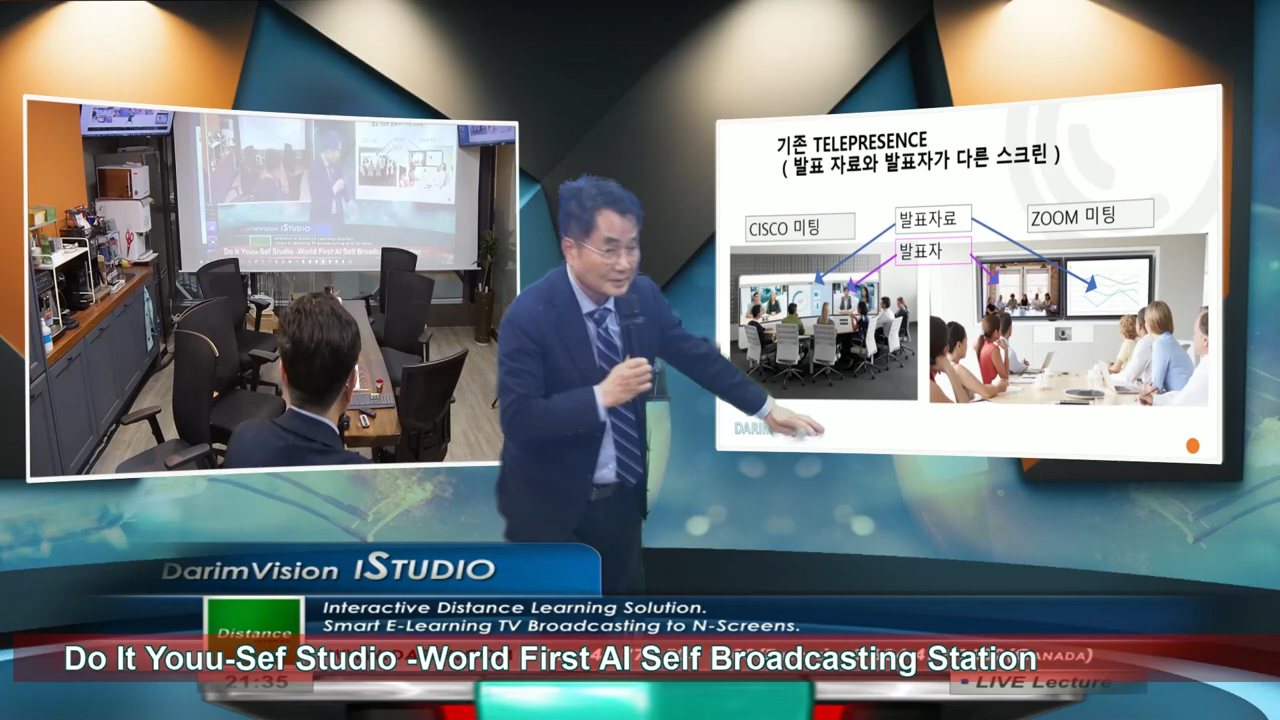 기존 TELEPRESENCE
( 발표 자료와 발표자가 다른 스크린 )
CISCO 미팅
발표자료
발표자
ZOOM 미팅
DarimVision iStudio
Interactive Distance Learning Solution.
Smart E-Learning TV Broadcasting to N-Screens.
Distance
Do It Youu-Sef Studio -World First AI Self Broadcasting Station
21:35
LIVE Lecture